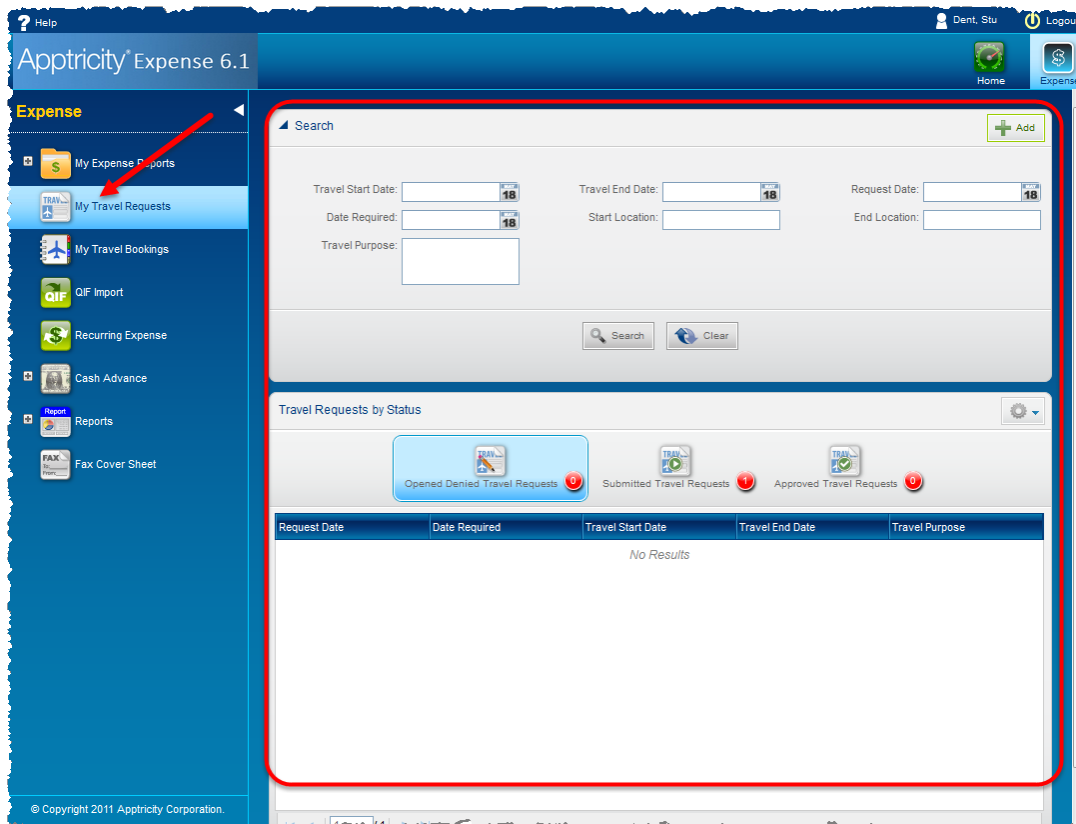 ? Help
Dent, Stu
Logou
Apptricity Expense 6.1
Home
Expense
Expense
My Expense Reports
My Travel Requests
My Travel Bookings
QIF
QIF Import
Recurring Expense
Cash Advance
Report
Reports
FAX
Fax Cover Sheet
© Copyright 2011 Apptricity Corporation.
Search
Add
Travel Start Date: 18
Travel End Date: 18
Request Date: 18
Date Required: 18
Start Location:
End Location:
Travel Purpose:
Search
Clear
Travel Requests by Status
Opened Denied Travel Requests 0
Submitted Travel Requests 1
Approved Travel Requests 0
Request Date Date Required Travel Start Date Travel End Date Travel Purpose
No Results